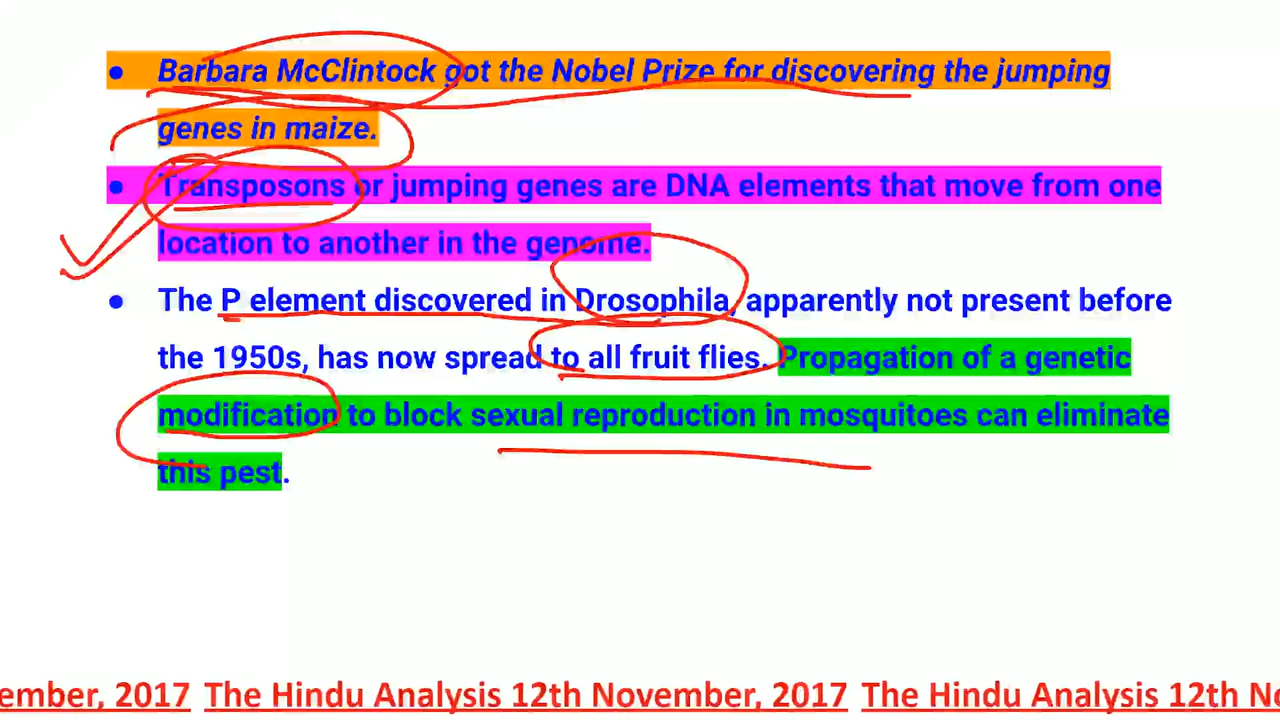 ● Barbara McClintock got the Nobel Prize for discovering the jumping
genes in maize.
● Transposons or jumping genes are DNA elements that move from one
location to another in the genome.
● The P element discovered in Drosophila, apparently not present before
the 1950s, has now spread to all fruit flies. Propagation of a genetic
modification to block sexual reproduction in mosquitoes can eliminate
this pest.
ember, 2017 The Hindu Analysis 12th November, 2017 The Hindu Analysis 12th Ne